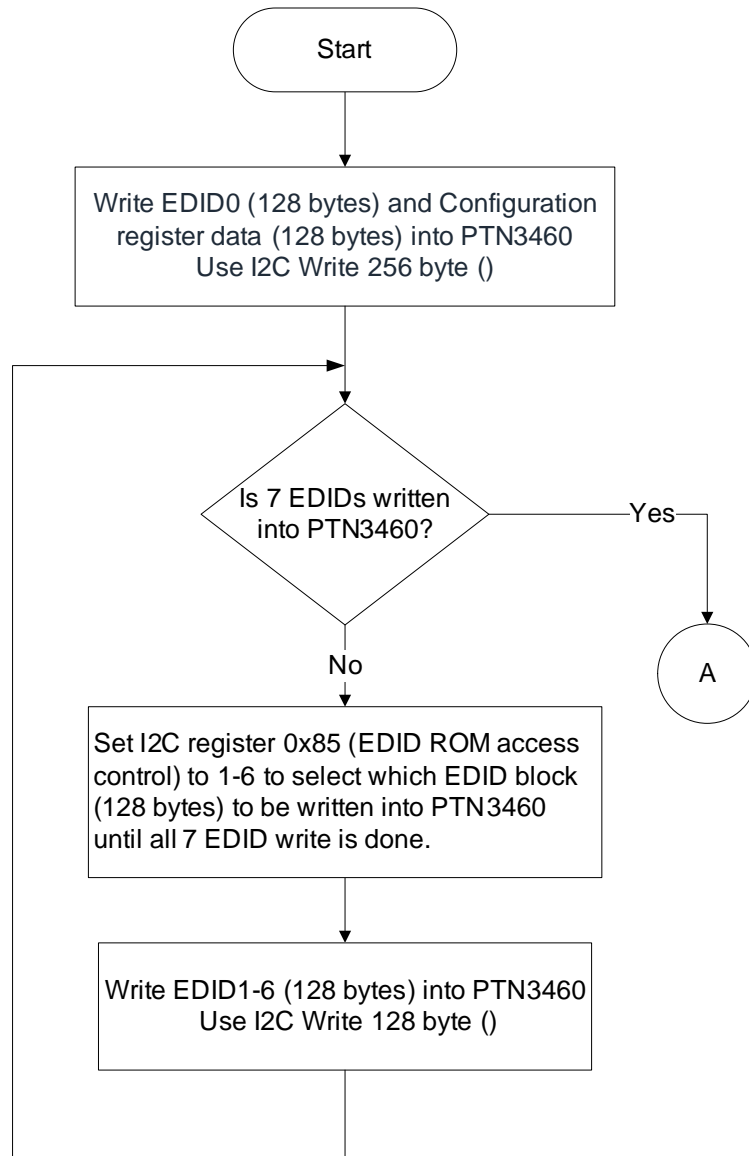 Start
Write EDID0 (128 bytes) and Configuration
register data (128 bytes) into PTN3460
Use I2C Write 256 byte ()
Is 7 EDIDs written
into PTN3460?
Yes
A
No
Set I2C register 0x85 (EDID ROM access
control) to 1-6 to select which EDID block
(128 bytes) to be written into PTN3460
until all 7 EDID write is done.
Write EDID1-6 (128 bytes) into PTN3460
Use I2C Write 128 byte ()